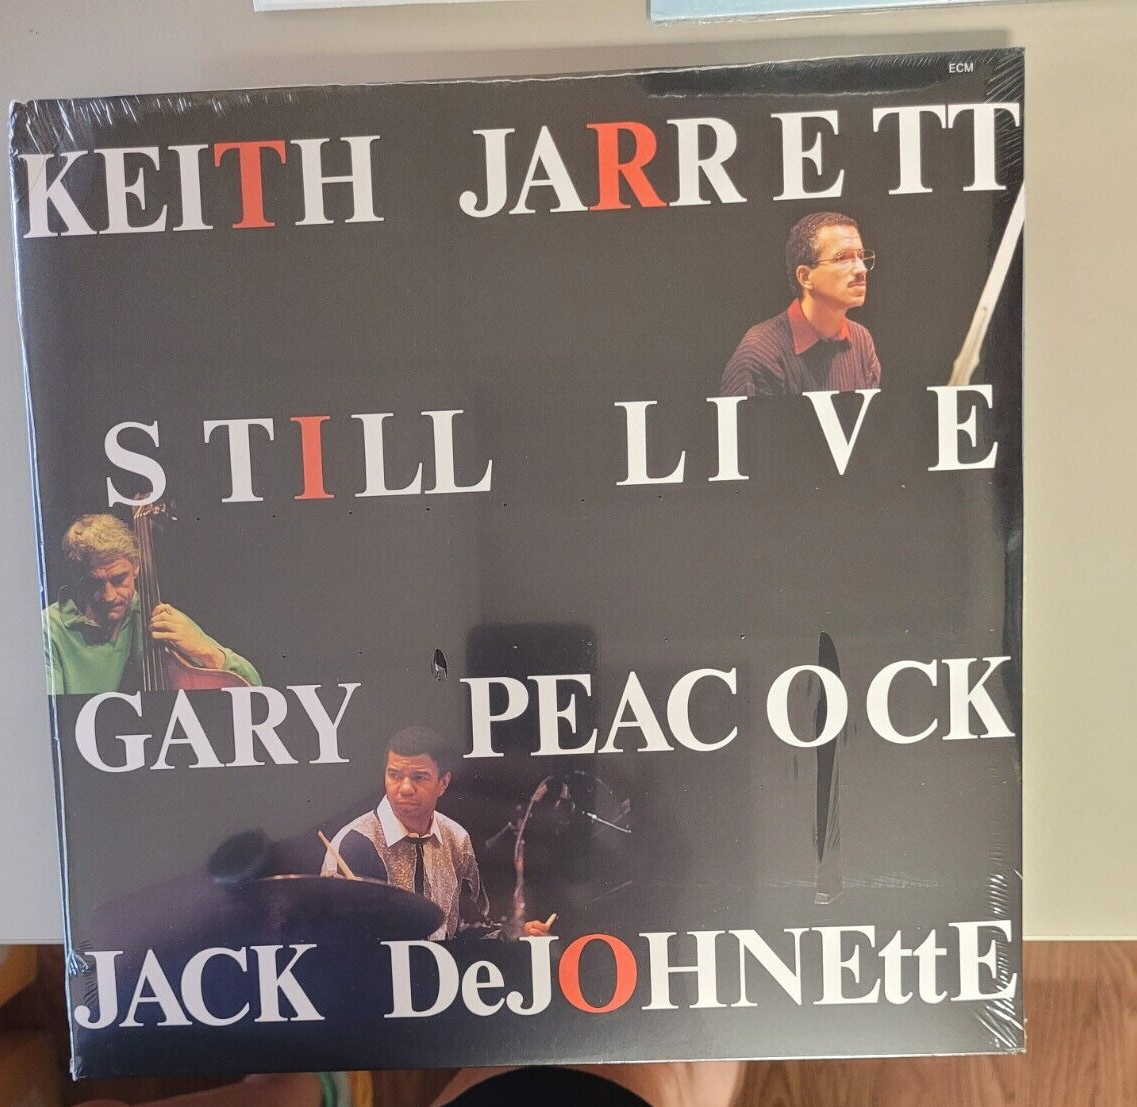 ECM
KEITH JARRETT
STILL LIVE
GARY PEACOCK
JACK DeJOHNEttE